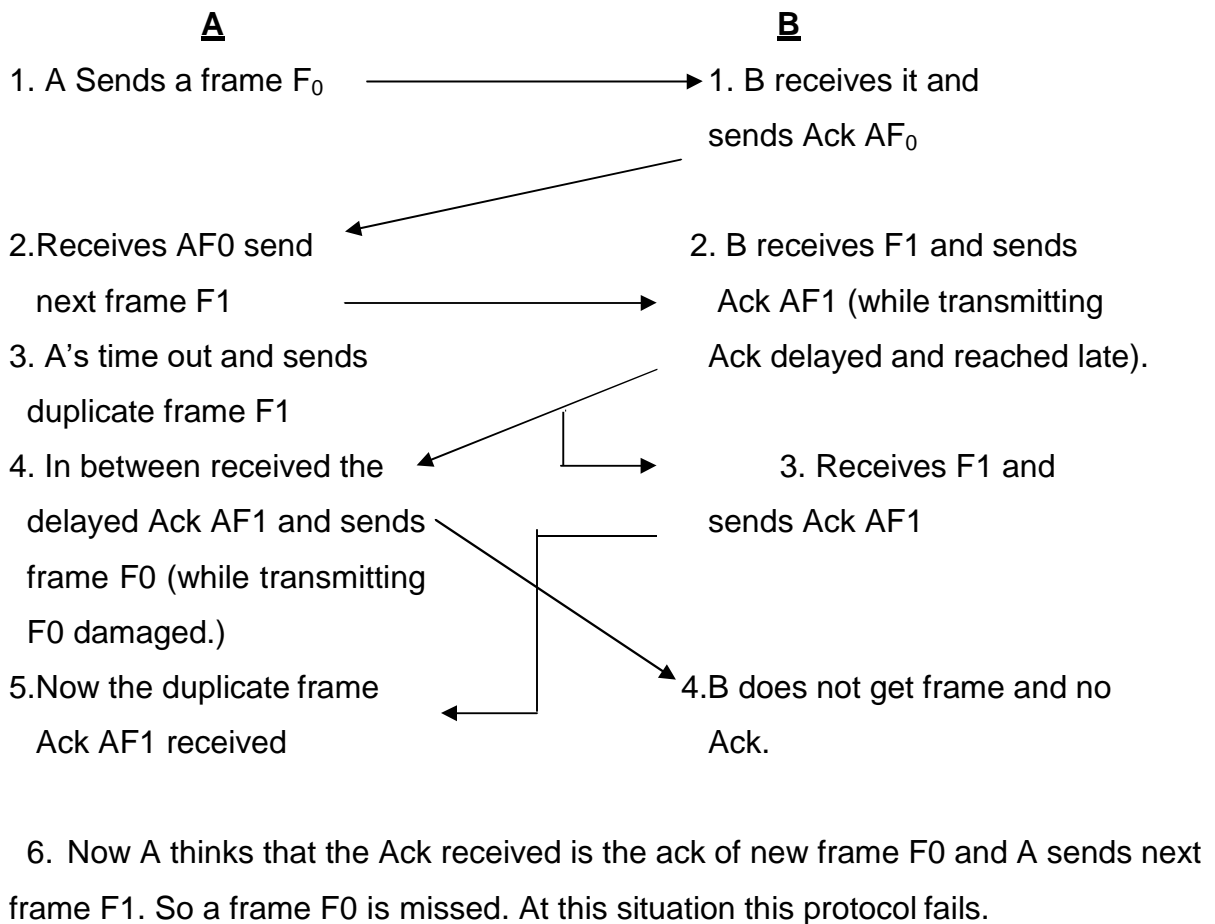 A B
1. A Sends a frame F0 1. B receives it and
sends Ack AF0
2.Receives AF0 send 2. B receives F1 and sends
next frame F1 Ack AF1 (while transmitting
3. A’s time out and sends Ack delayed and reached late).
duplicate frame F1
4. In between received the 3. Receives F1 and
delayed Ack AF1 and sends sends Ack AF1
frame F0 (while transmitting
F0 damaged.)
5.Now the duplicate frame 4.B does not get frame and no
Ack AF1 received Ack.
6. Now A thinks that the Ack received is the ack of new frame F0 and A sends next
frame F1. So a frame F0 is missed. At this situation this protocol fails.